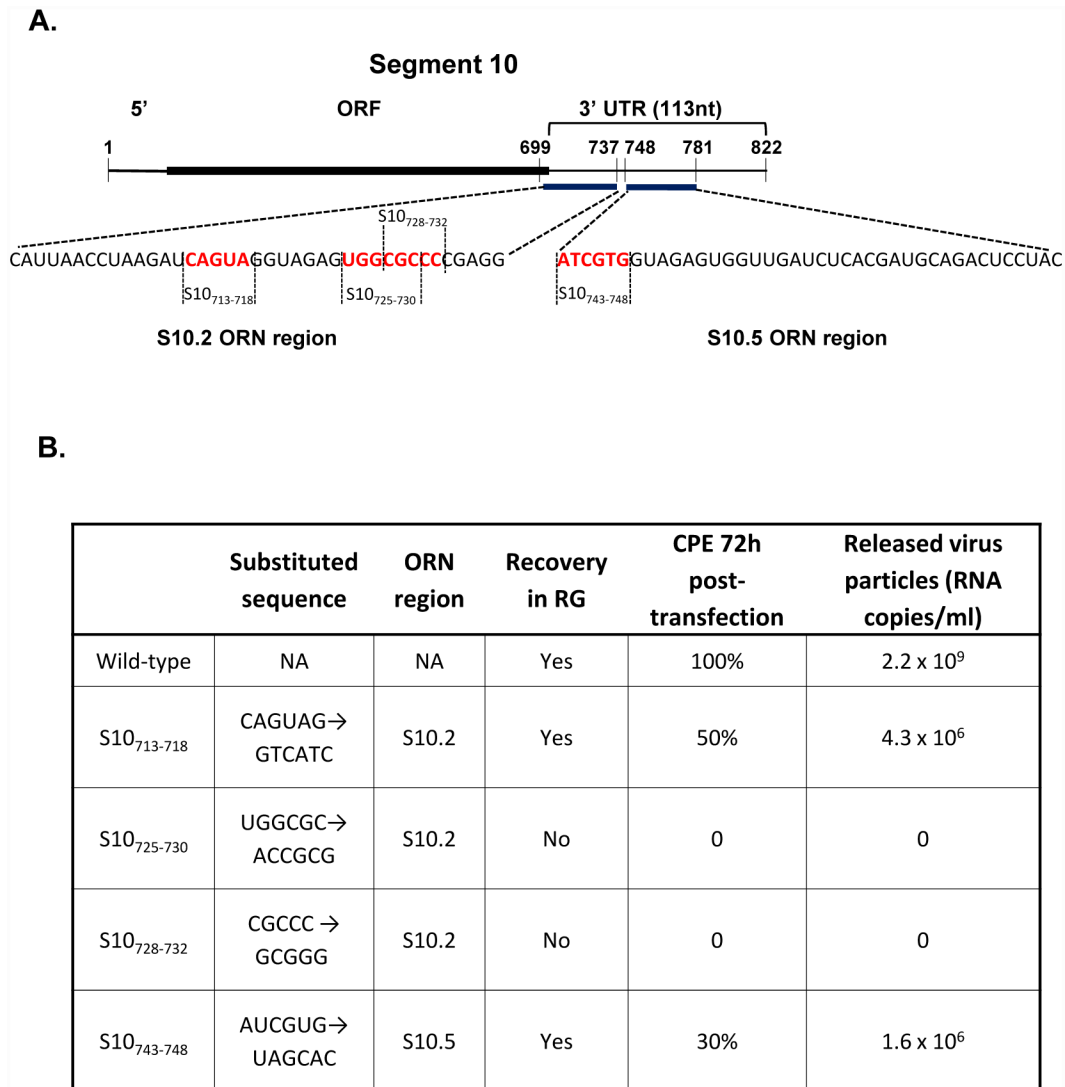 A.
Segment 10
5’ ORF 3’ UTR (113nt)
1 699 737 748 781 822
S10728-732
CAUUAACCUAAGAUCAGUAGGUAGAGUGGCGCCCCGAGG ATCGTGGUAGAGUGGUUGAUCUCACGAUGCAGACUCCUAC
S10713-718 S10725-730 S10743-748
S10.2 ORN region S10.5 ORN region
B.
Substituted sequence ORN region Recovery in RG CPE 72h post-transfection Released virus particles (RNA copies/ml)
Wild-type NA NA Yes 100% 2.2 x 10⁹
S10713-718 CAGUAG→ GTCATC S10.2 Yes 50% 4.3 x 10⁶
S10725-730 UGGCGC→ ACCGCG S10.2 No 0 0
S10728-732 CGCCC → GCGGG S10.2 No 0 0
S10743-748 AUCGUG→ UAGCAC S10.5 Yes 30% 1.6 x 10⁶